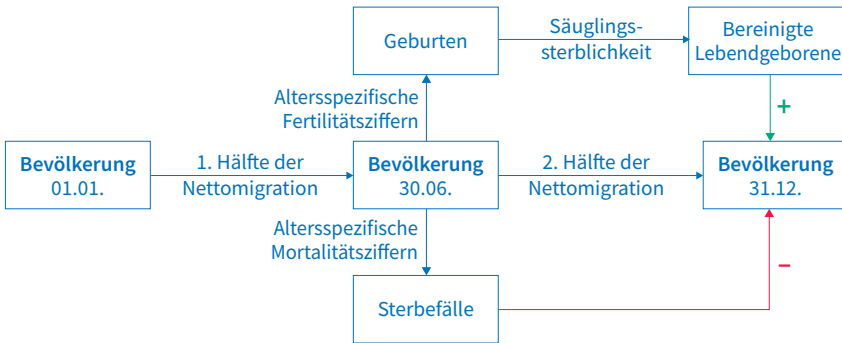 Geburten
Säuglings-
sterblichkeit
Bereinigte
Lebendgeborene
Altersspezifische
Fertilitätsziffern
+
Bevölkerung
01.01.
1. Hälfte der
Nettomigration
Bevölkerung
30.06.
2. Hälfte der
Nettomigration
Bevölkerung
31.12.
Altersspezifische
Mortalitätsziffern
–
Sterbefälle